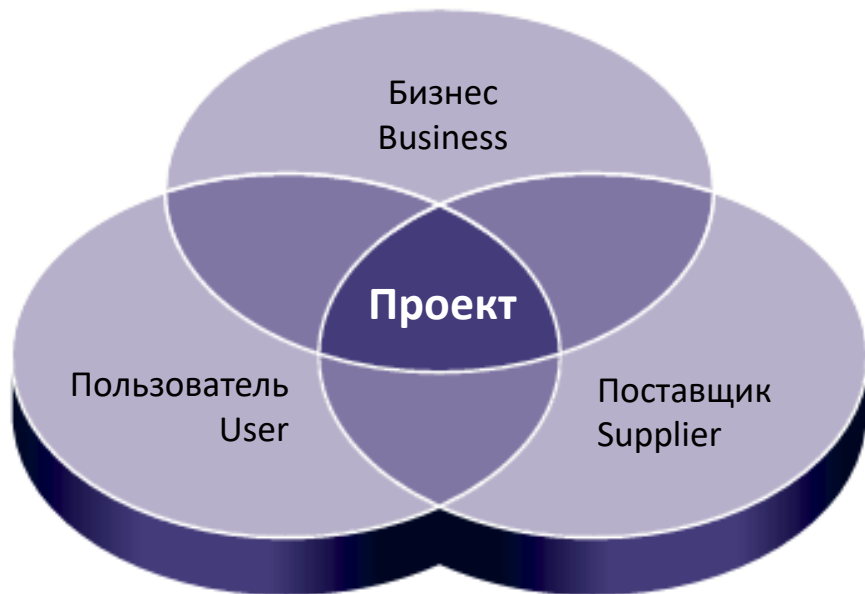 Бизнес
Business
Проект
Пользователь
User
Поставщик
Supplier